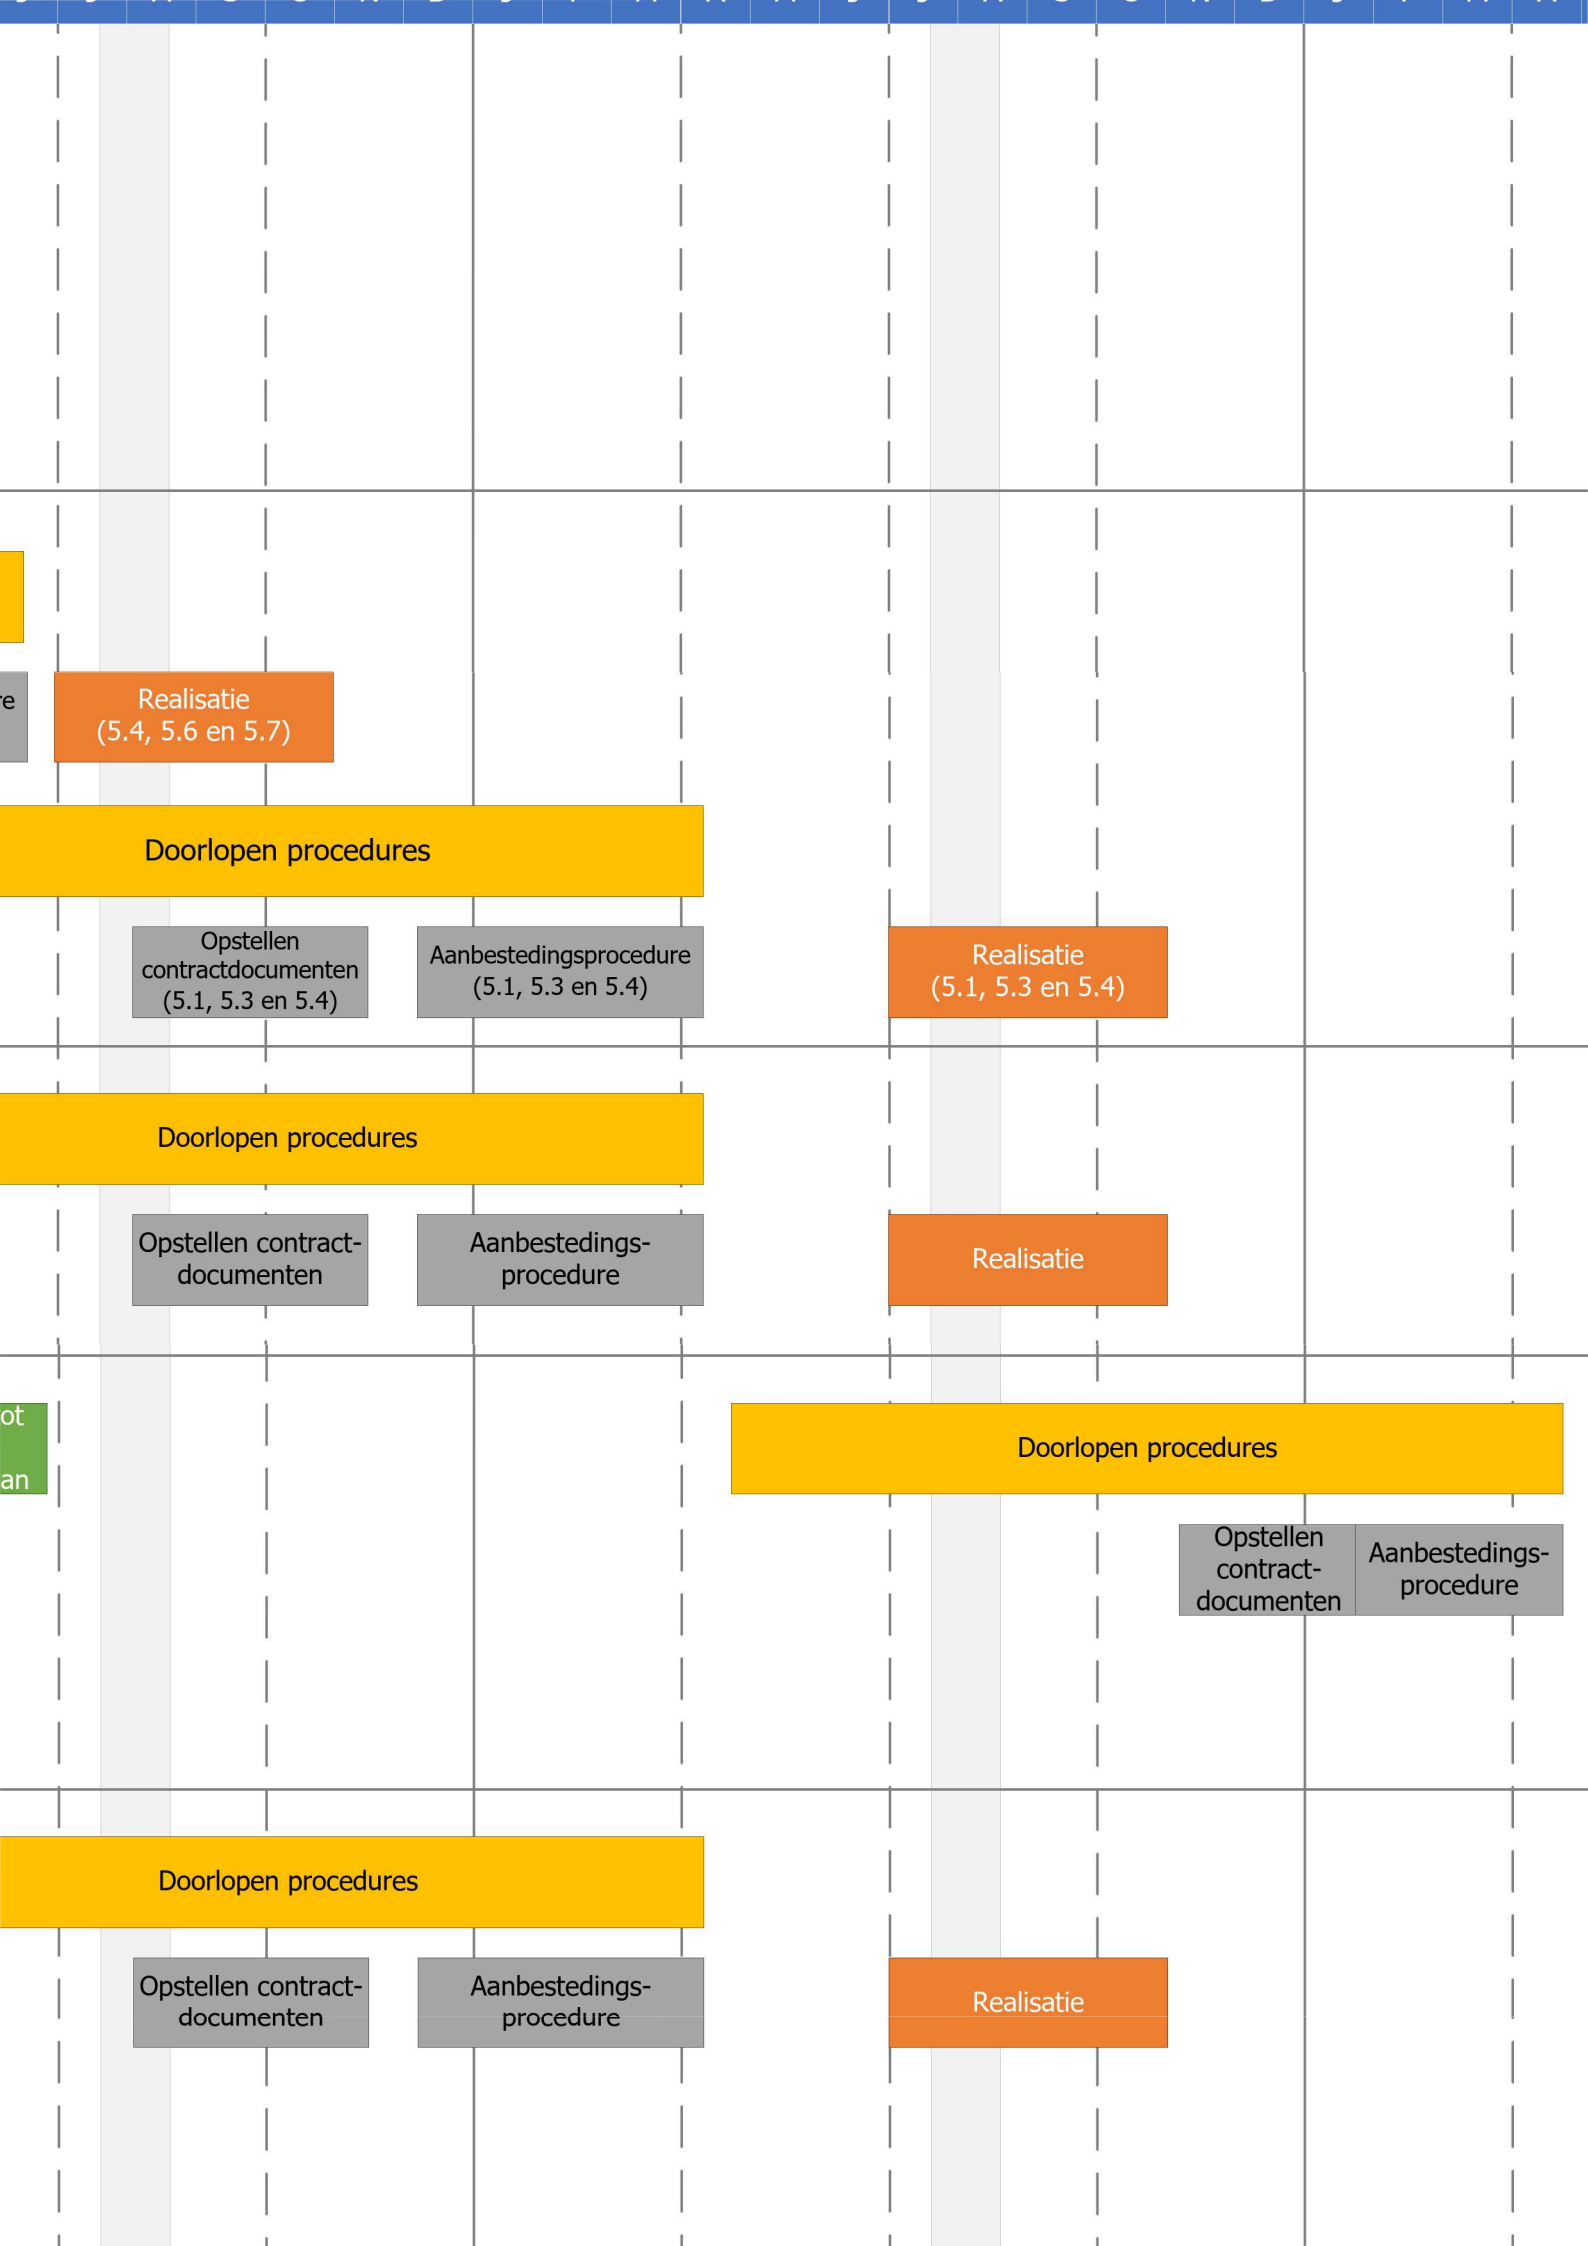 re
Realisatie
(5.4, 5.6 en 5.7)
Doorlopen procedures
Opstellen
contractdocumenten
(5.1, 5.3 en 5.4)
Aanbestedingsprocedure
(5.1, 5.3 en 5.4)
Realisatie
(5.1, 5.3 en 5.4)
Doorlopen procedures
Opstellen contract-
documenten
Aanbestedings-
procedure
Realisatie
ot
an
Doorlopen procedures
Opstellen
contract-
documenten
Aanbestedings-
procedure
Doorlopen procedures
Opstellen contract-
documenten
Aanbestedings-
procedure
Realisatie